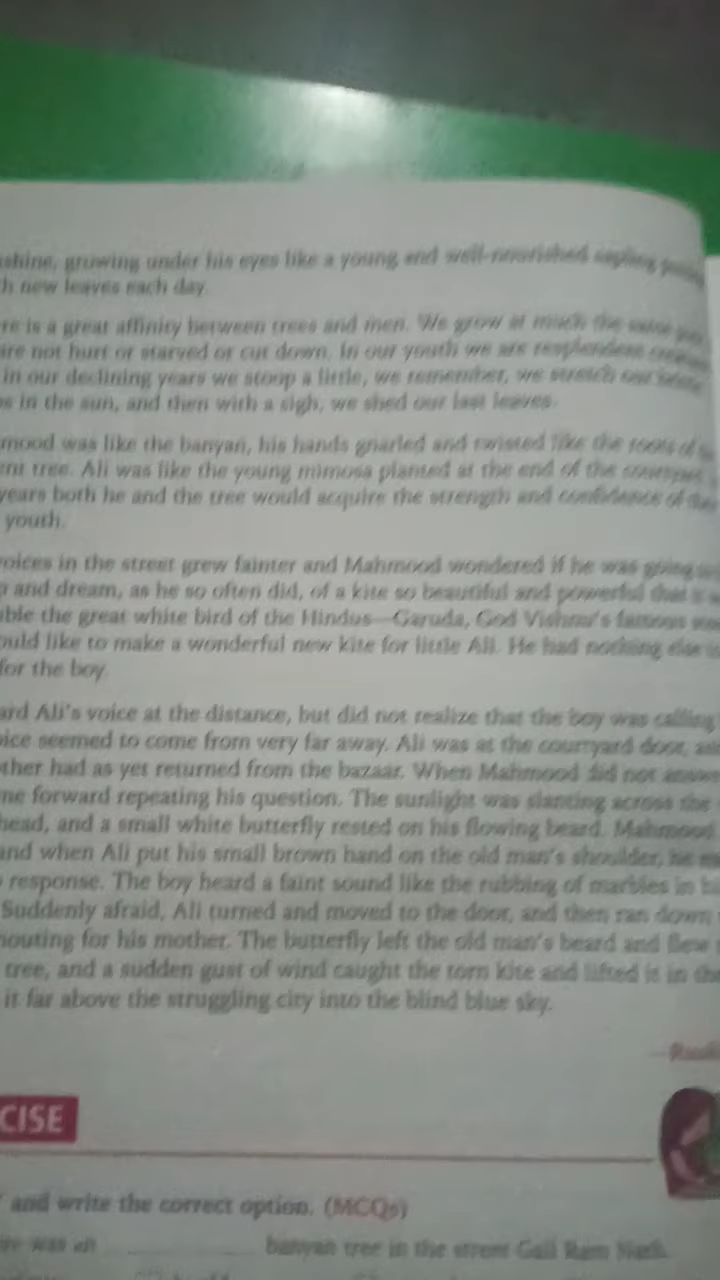 shine, growing under his eyes like a young and well-nourished sapling
h new leaves each day.
re is a great affinity between trees and men. We grow at much the same
are not hurt or starved or cut down. In our youth we are resplendent
in our declining years we stoop a little, we remember, we stretch our
s in the sun, and then with a sigh, we shed our last leaves.
mood was like the banyan, his hands gnarled and twisted like the roots of
nt tree. Ali was like the young mimosa planted at the end of the
years both he and the tree would acquire the strength and confidence of
youth.
voices in the street grew fainter and Mahmood wondered if he was going
p and dream, as he so often did, of a kite so beautiful and powerful that
ble the great white bird of the Hindus—Garuda, God Vishnu's famous
ould like to make a wonderful new kite for little Ali. He had nothing else
for the boy.
ard Ali's voice at the distance, but did not realize that the boy was calling
oice seemed to come from very far away. Ali was at the courtyard door,
ther had as yet returned from the bazaar. When Mahmood did not
me forward repeating his question. The sunlight was slanting across the
head, and a small white butterfly rested on his flowing beard. Mahmood
and when Ali put his small brown hand on the old man's shoulder, he
response. The boy heard a faint sound like the rubbing of marbles in
Suddenly afraid, Ali turned and moved to the door, and then ran down
houting for his mother. The butterfly left the old man's beard and flew
tree, and a sudden gust of wind caught the torn kite and lifted it in the
it far above the struggling city into the blind blue sky.
CISE
and write the correct option. (MCQs)
was an ________ banyan tree in the street Gali Ram Nath.